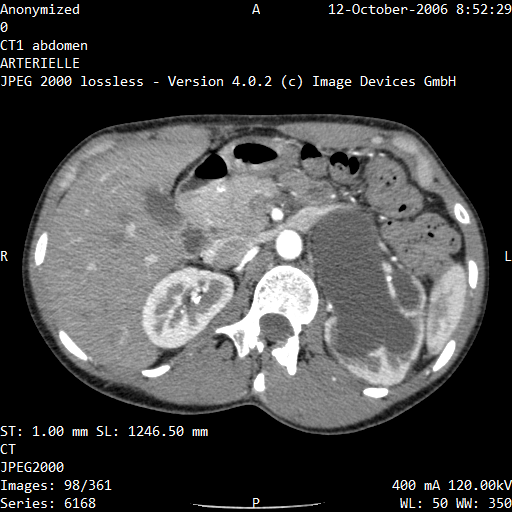 Anonymized A 12-October-2006 8:52:29
0
CT1 abdomen
ARTERIELLE
JPEG 2000 lossless - Version 4.0.2 (c) Image Devices GmbH
R L
ST: 1.00 mm SL: 1246.50 mm
CT
JPEG2000
Images: 98/361 400 mA 120.00kV
Series: 6168 P WL: 50 WW: 350